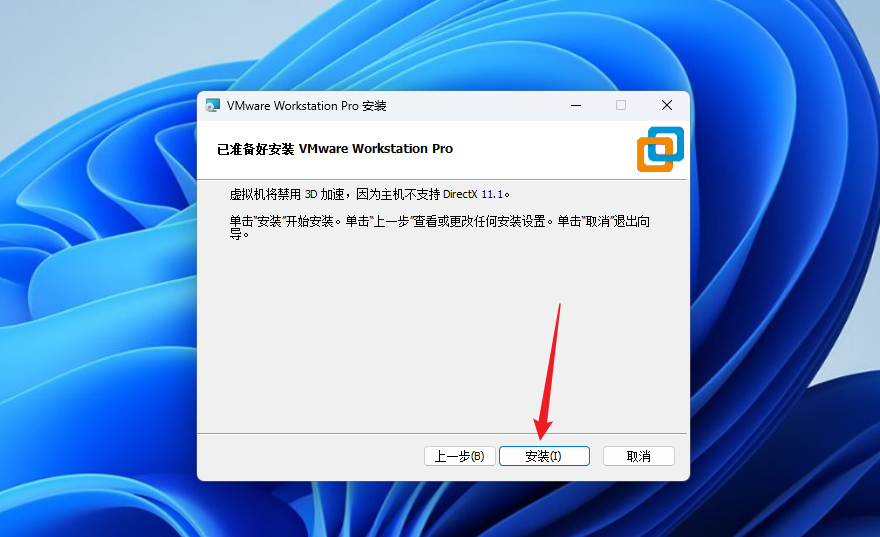 VMware Workstation Pro 安装
已准备好安装 VMware Workstation Pro
虚拟机将禁用 3D 加速，因为主机不支持 DirectX 11.1。
单击“安装”开始安装。单击“上一步”查看或更改任何安装设置。单击“取消”退出向
导。
上一步(B) 安装(I) 取消